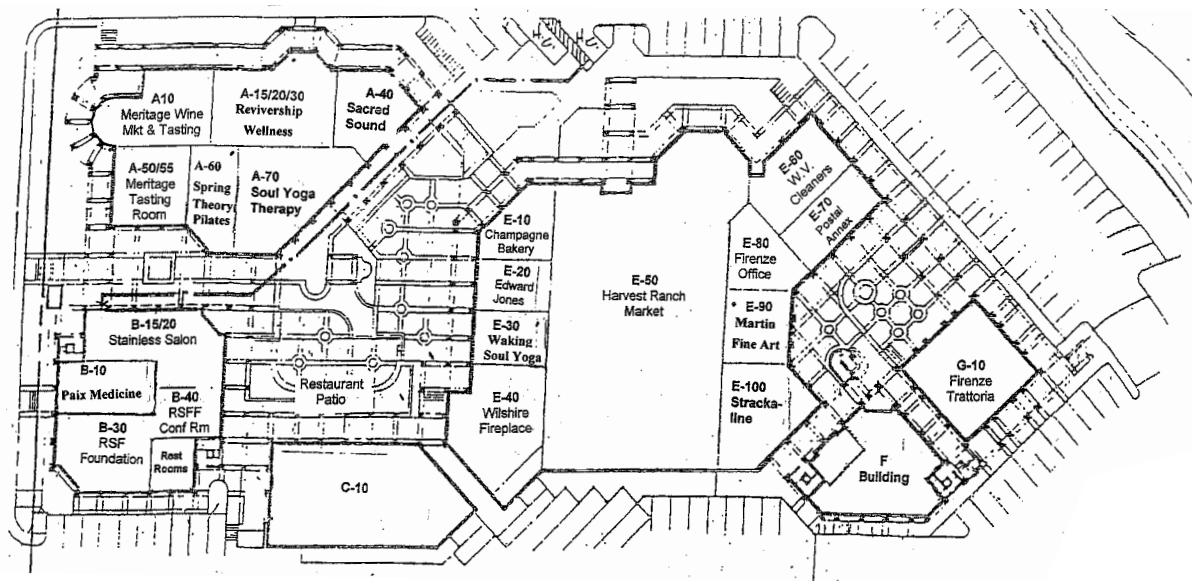 A10
Meritage Wine
Mkt & Tasting
A-15/20/30
Revivership
Wellness
A-40
Sacred
Sound
A-50/55
Meritage
Tasting
Room
A-60
Spring
Theory
Pilates
A-70
Soul Yoga
Therapy
B-15/20
Stainless Salon
B-10
Paix Medicine
B-40
RSFF
Conf Rm
B-30
RSF
Foundation
Rest
Rooms
Restaurant
Patio
C-10
E-10
Champagne
Bakery
E-20
Edward
Jones
E-30
Waking
Soul Yoga
E-40
Wilshire
Fireplace
E-50
Harvest Ranch
Market
E-60
W.V.
Cleaners
E-70
Postal
Annex
E-80
Firenze
Office
E-90
Martin
Fine Art
E-100
Stracka-
line
G-10
Firenze
Trattoria
F
Building